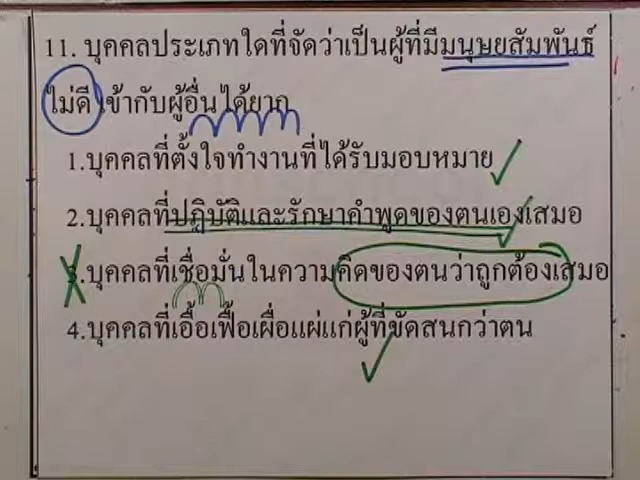 11. บุคคลประเภทใดที่จัดว่าเป็นผู้ที่มีมนุษยสัมพันธ์
ไม่ดี เข้ากับผู้อื่นได้ยาก
1.บุคคลที่ตั้งใจทำงานที่ได้รับมอบหมาย
2.บุคคลที่ปฏิบัติและรักษาคำพูดของตนเองเสมอ
3.บุคคลที่เชื่อมั่นในความคิดของตนว่าถูกต้องเสมอ
4.บุคคลที่เอื้อเฟื้อเผื่อแผ่แก่ผู้ที่ขัดสนกว่าตน